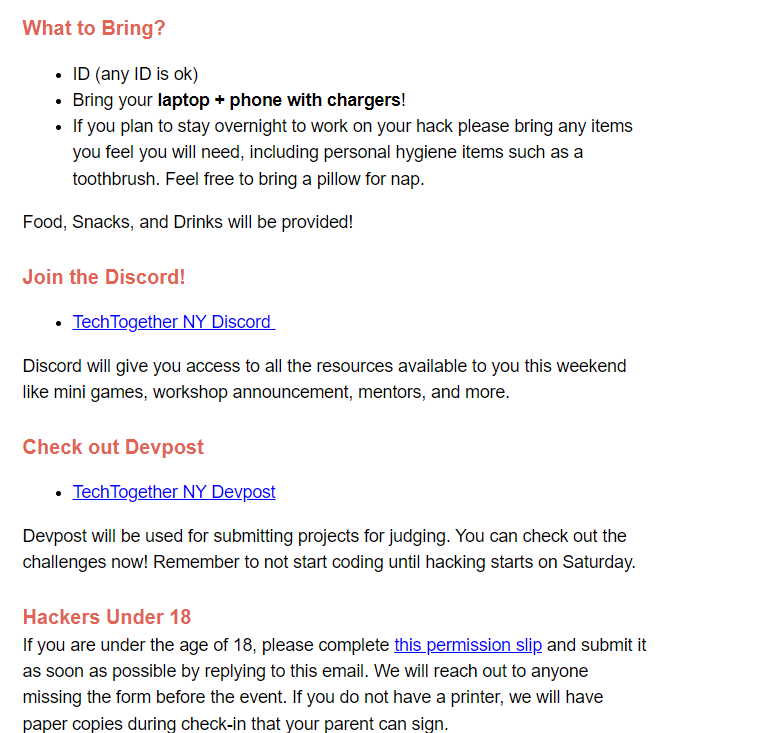 What to Bring?
• ID (any ID is ok)
• Bring your laptop + phone with chargers!
• If you plan to stay overnight to work on your hack please bring any items
you feel you will need, including personal hygiene items such as a
toothbrush. Feel free to bring a pillow for nap.
Food, Snacks, and Drinks will be provided!
Join the Discord!
• TechTogether NY Discord
Discord will give you access to all the resources available to you this weekend
like mini games, workshop announcement, mentors, and more.
Check out Devpost
• TechTogether NY Devpost
Devpost will be used for submitting projects for judging. You can check out the
challenges now! Remember to not start coding until hacking starts on Saturday.
Hackers Under 18
If you are under the age of 18, please complete this permission slip and submit it
as soon as possible by replying to this email. We will reach out to anyone
missing the form before the event. If you do not have a printer, we will have
paper copies during check-in that your parent can sign.